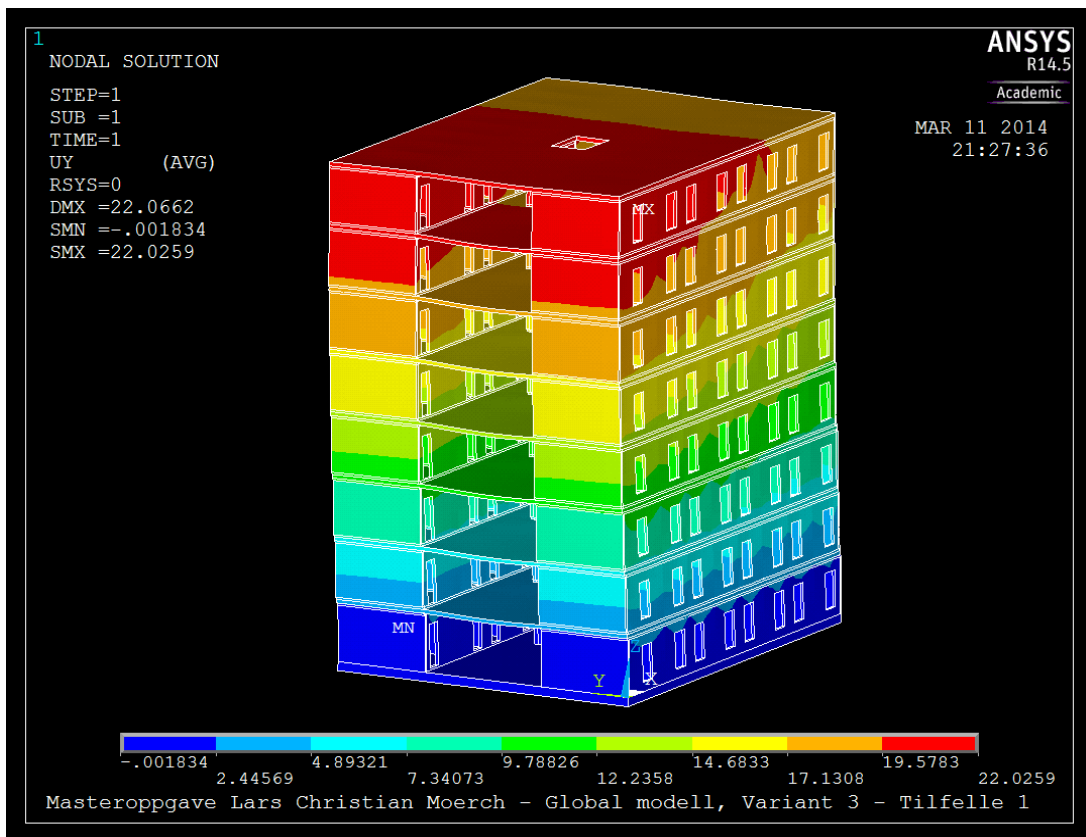 1
NODAL SOLUTION
STEP=1
SUB =1
TIME=1
UY (AVG)
RSYS=0
DMX =22.0662
SMN =-.001834
SMX =22.0259
ANSYS
R14.5
Academic
MAR 11 2014
21:27:36
MX
MN
Z
Y
X
-.001834
4.89321
9.78826
14.6833
19.5783
2.44569
7.34073
12.2358
17.1308
22.0259
Masteroppgave Lars Christian Moerch - Global modell, Variant 3 - Tilfelle 1